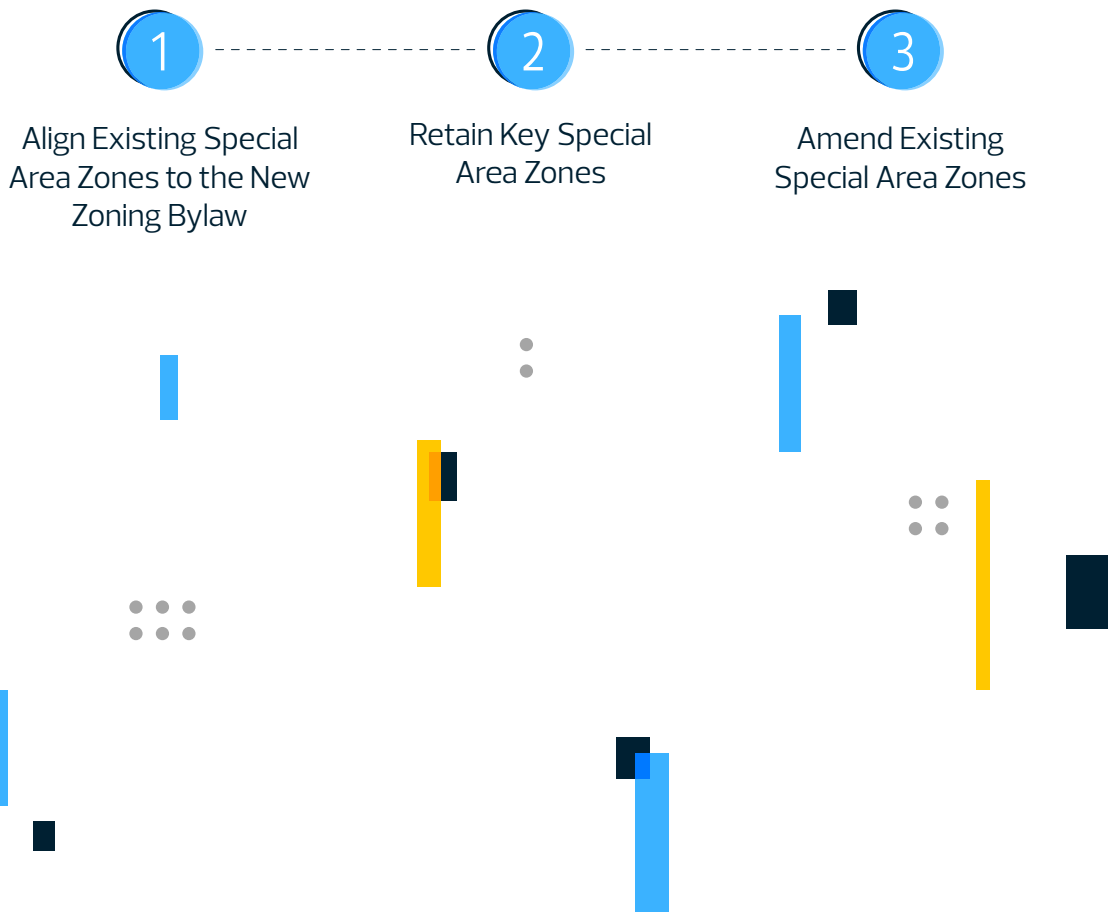 1
Align Existing Special
Area Zones to the New
Zoning Bylaw
2
Retain Key Special
Area Zones
3
Amend Existing
Special Area Zones